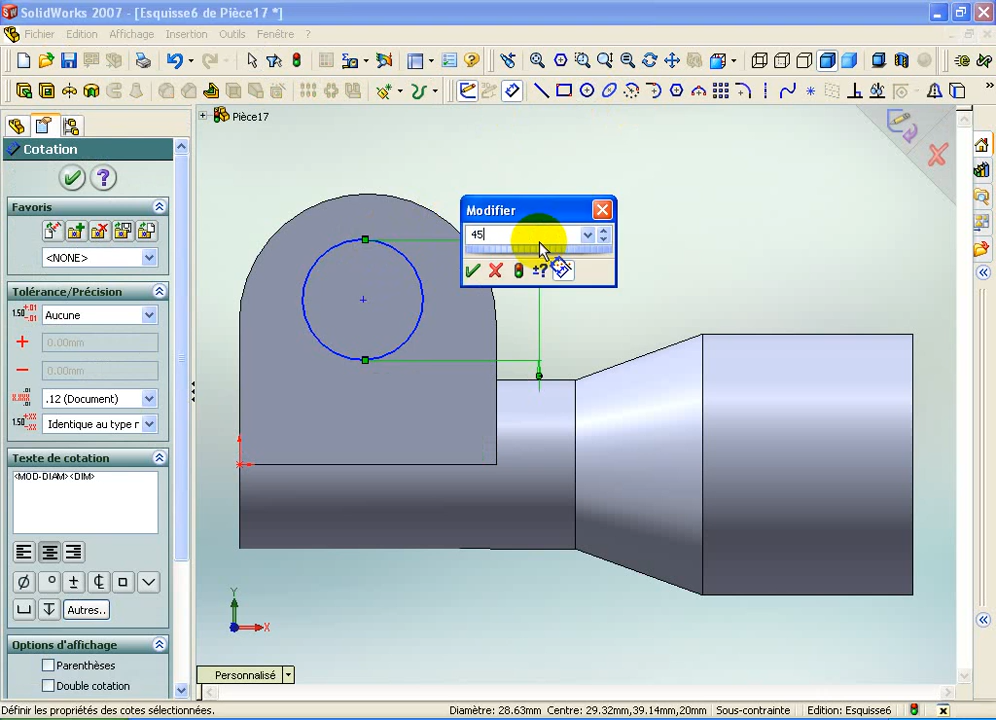 SolidWorks 2007 - [Esquisse6 de Pièce17 *]
Fichier Edition Affichage Insertion Outils Fenêtre ?
Pièce17
Cotation
Favoris
<NONE>
Tolérance/Précision
Aucune
0.00mm
0.00mm
.12 (Document)
Identique au type r
Texte de cotation
<MOD-DIAM><DIM>
Autres..
Options d'affichage
Parenthèses
Double cotation
Modifier
45
Y
X
Personnalisé
Définir les propriétés des cotes sélectionnées.
Diamètre: 28.63mm Centre: 29.32mm,39.14mm,20mm
Sous-contrainte
Edition: Esquisse6